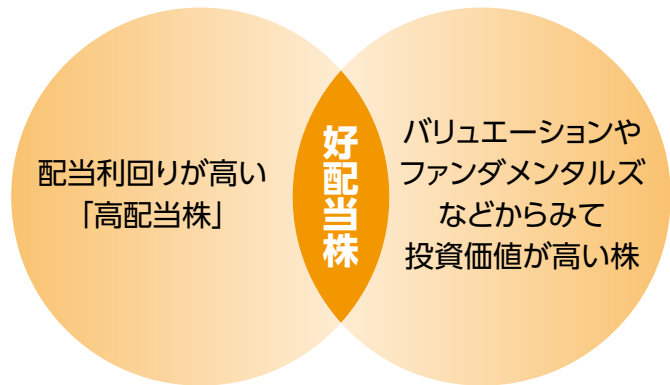 配当利回りが高い
「高配当株」
好配当株
バリュエーションや
ファンダメンタルズ
などからみて
投資価値が高い株